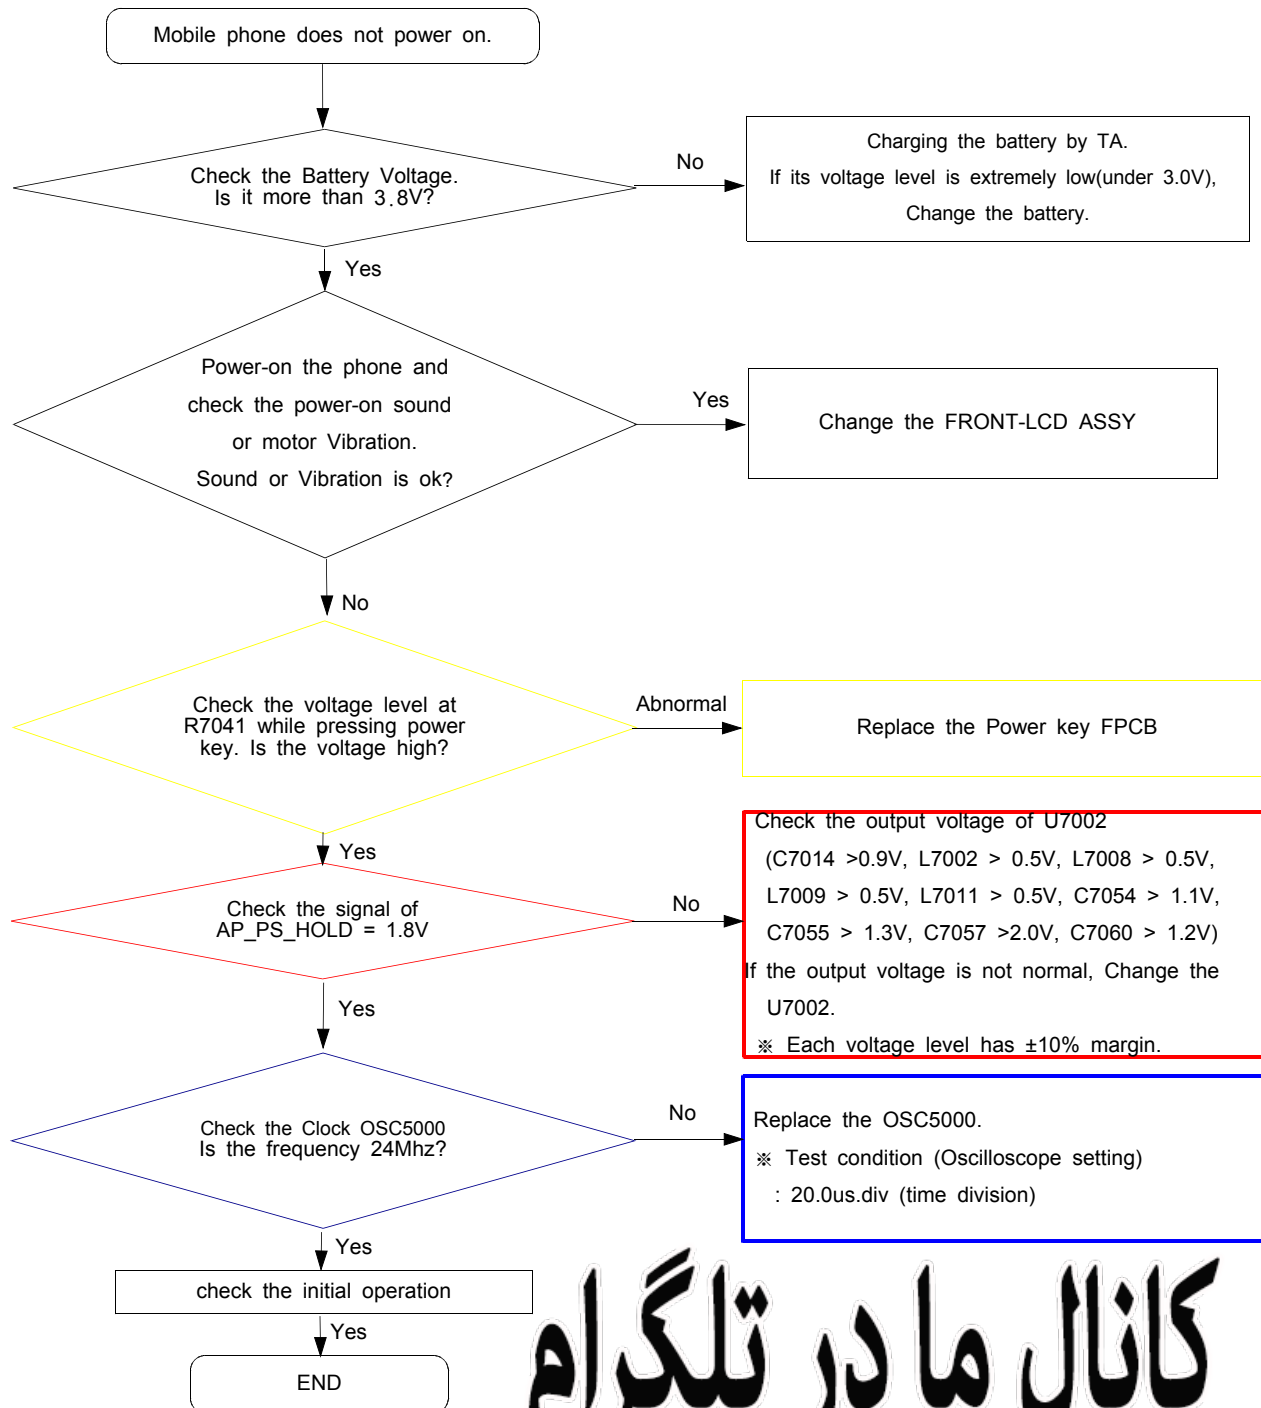 Mobile phone does not power on.
Check the Battery Voltage.
Is it more than 3.8V?
No
Charging the battery by TA.
If its voltage level is extremely low(under 3.0V),
Change the battery.
Yes
Power-on the phone and
check the power-on sound
or motor Vibration.
Sound or Vibration is ok?
Yes
Change the FRONT-LCD ASSY
No
Check the voltage level at
R7041 while pressing power
key. Is the voltage high?
Abnormal
Replace the Power key FPCB
Yes
Check the signal of
AP_PS_HOLD = 1.8V
No
Check the output voltage of U7002
(C7014 >0.9V, L7002 > 0.5V, L7008 > 0.5V,
L7009 > 0.5V, L7011 > 0.5V, C7054 > 1.1V,
C7055 > 1.3V, C7057 >2.0V, C7060 > 1.2V)
If the output voltage is not normal, Change the
U7002.
※ Each voltage level has ±10% margin.
Yes
Check the Clock OSC5000
Is the frequency 24Mhz?
No
Replace the OSC5000.
※ Test condition (Oscilloscope setting)
: 20.0us.div (time division)
Yes
check the initial operation
Yes
END
کانال ما در تلگرام